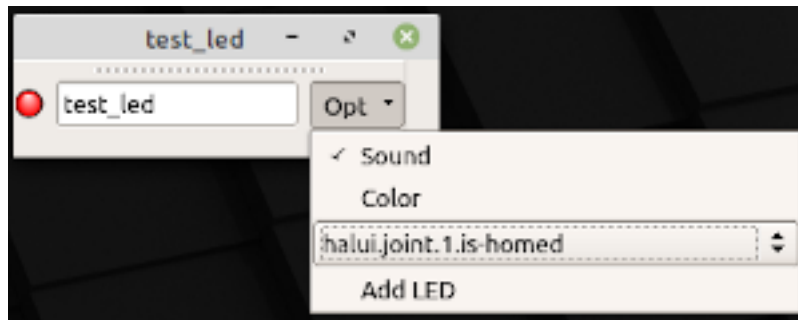 test_led
test_led Opt
Sound
Color
halui.joint.1.is-homed
Add LED